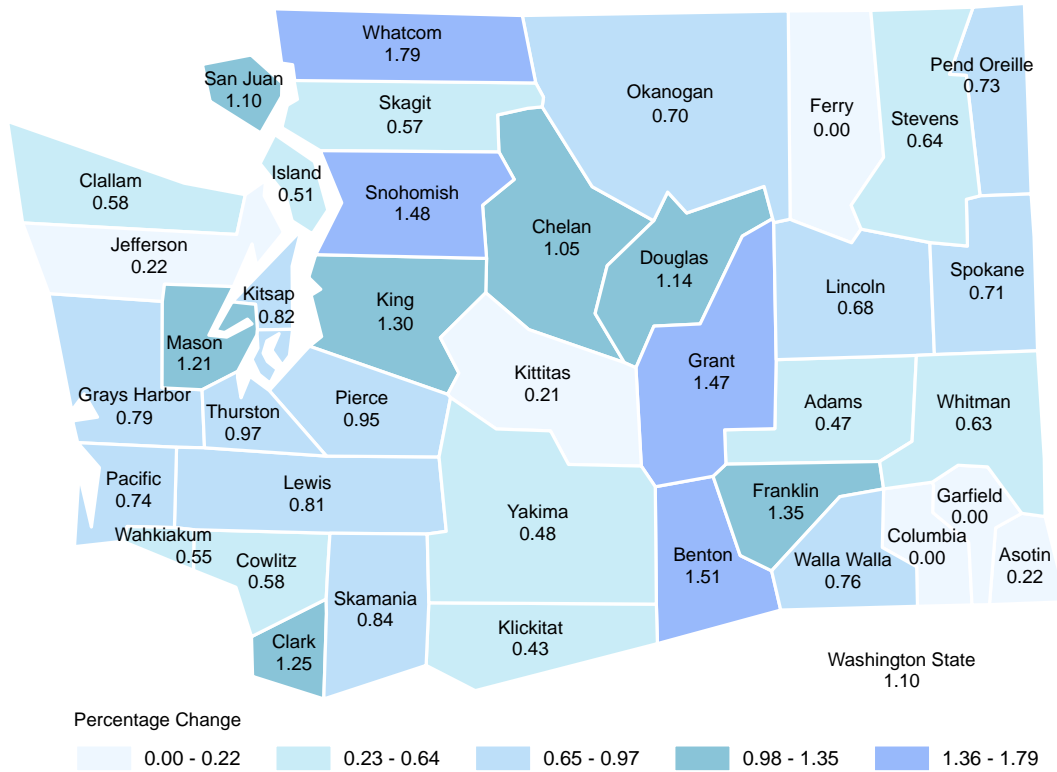 Whatcom
1.79
San Juan
1.10
Skagit
0.57
Okanogan
0.70
Ferry
0.00
Stevens
0.64
Pend Oreille
0.73
Clallam
0.58
Island
0.51
Snohomish
1.48
Chelan
1.05
Douglas
1.14
Jefferson
0.22
Kitsap
0.82
King
1.30
Lincoln
0.68
Spokane
0.71
Mason
1.21
Grays Harbor
0.79
Thurston
0.97
Pierce
0.95
Kittitas
0.21
Grant
1.47
Adams
0.47
Whitman
0.63
Pacific
0.74
Lewis
0.81
Yakima
0.48
Franklin
1.35
Garfield
0.00
Columbia
0.00
Asotin
0.22
Wahkiakum
0.55
Cowlitz
0.58
Skamania
0.84
Benton
1.51
Walla Walla
0.76
Clark
1.25
Klickitat
0.43
Washington State
1.10
Percentage Change
0.00 - 0.22
0.23 - 0.64
0.65 - 0.97
0.98 - 1.35
1.36 - 1.79